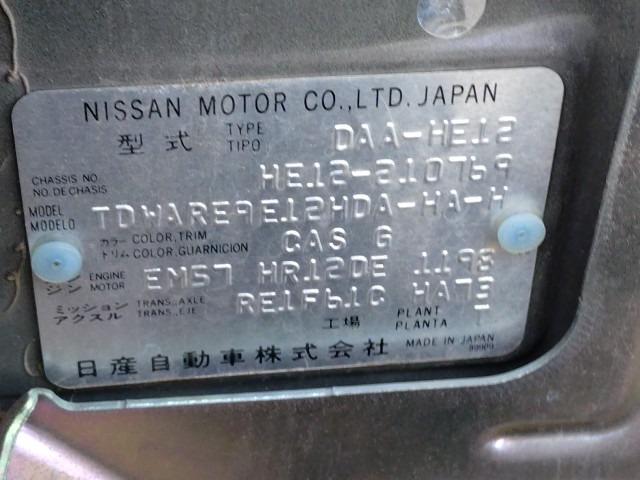 NISSAN MOTOR CO.,LTD. JAPAN
型式 TYPE TIPO DAA-HE12
CHASSIS NO. NO. DE CHASIS HE12-210769
MODEL MODELO TDWARE9E12HDA-HA-H
カラー トリム COLOR, TRIM COLOR, GUARNICION CAS G
ジン ENGINE MOTOR EM57 HR12DE 1198
ミッション アクスル TRANS., AXLE TRANS., EJE RE1F61C HA73
工場 PLANT PLANTA
日産自動車株式会社 MADE IN JAPAN
99909